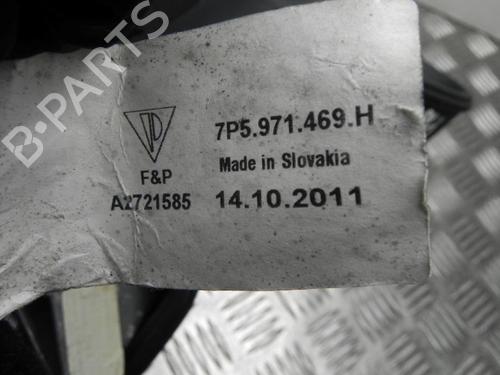 B-PARTS
7P5.971.469.H
Made in Slovakia
F&P
A2721585 14.10.2011